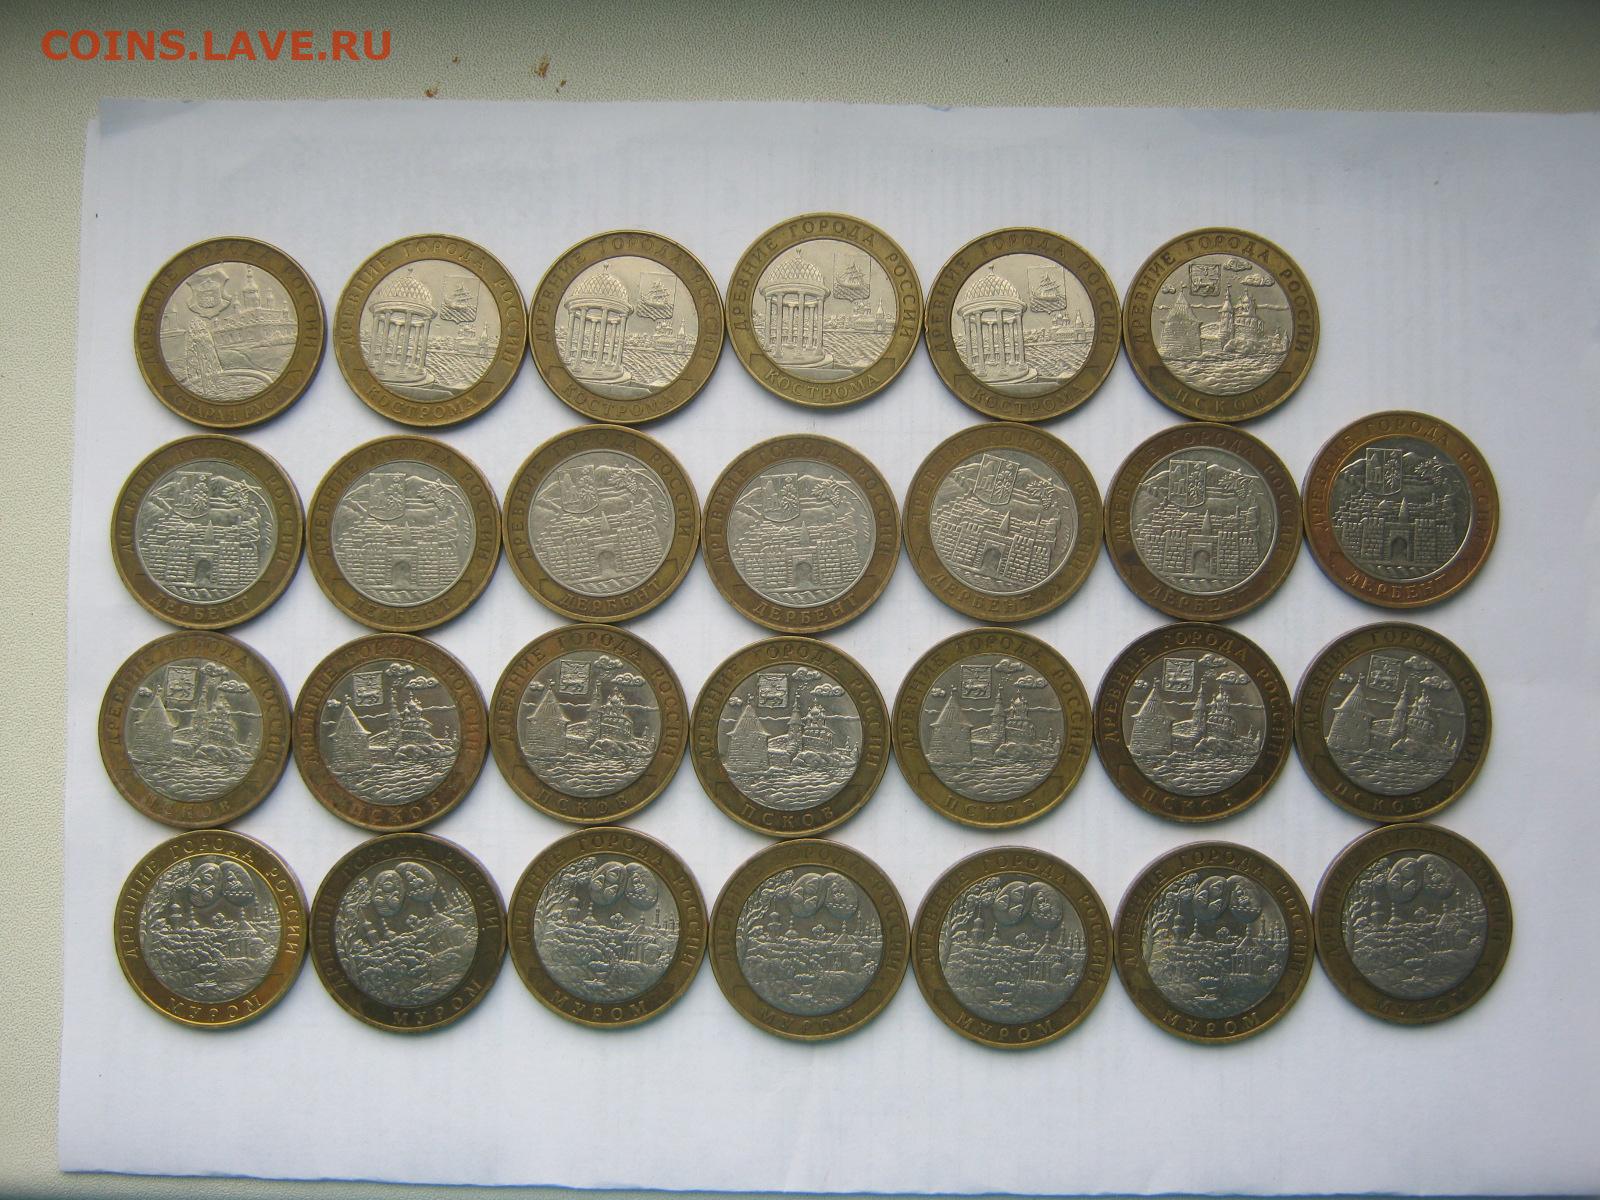 COINS.LAVE.RU
ДРЕВНИЕ ГОРОДА РОССИИ
СТАРАЯ РУССА
ДРЕВНИЕ ГОРОДА РОССИИ
КОСТРОМА
ДРЕВНИЕ ГОРОДА РОССИИ
КОСТРОМА
ДРЕВНИЕ ГОРОДА РОССИИ
КОСТРОМА
ДРЕВНИЕ ГОРОДА РОССИИ
КОСТРОМА
ДРЕВНИЕ ГОРОДА РОССИИ
ПСКОВ
ДРЕВНИЕ ГОРОДА РОССИИ
ДЕРБЕНТ
ДРЕВНИЕ ГОРОДА РОССИИ
ДЕРБЕНТ
ДРЕВНИЕ ГОРОДА РОССИИ
ДЕРБЕНТ
ДРЕВНИЕ ГОРОДА РОССИИ
ДЕРБЕНТ
ДРЕВНИЕ ГОРОДА РОССИИ
ДЕРБЕНТ
ДРЕВНИЕ ГОРОДА РОССИИ
ДЕРБЕНТ
ДРЕВНИЕ ГОРОДА РОССИИ
ДЕРБЕНТ
ДРЕВНИЕ ГОРОДА РОССИИ
ПСКОВ
ДРЕВНИЕ ГОРОДА РОССИИ
ПСКОВ
ДРЕВНИЕ ГОРОДА РОССИИ
ПСКОВ
ДРЕВНИЕ ГОРОДА РОССИИ
ПСКОВ
ДРЕВНИЕ ГОРОДА РОССИИ
ПСКОВ
ДРЕВНИЕ ГОРОДА РОССИИ
ПСКОВ
ДРЕВНИЕ ГОРОДА РОССИИ
ПСКОВ
ДРЕВНИЕ ГОРОДА РОССИИ
МУРОМ
ДРЕВНИЕ ГОРОДА РОССИИ
МУРОМ
ДРЕВНИЕ ГОРОДА РОССИИ
МУРОМ
ДРЕВНИЕ ГОРОДА РОССИИ
МУРОМ
ДРЕВНИЕ ГОРОДА РОССИИ
МУРОМ
ДРЕВНИЕ ГОРОДА РОССИИ
МУРОМ
ДРЕВНИЕ ГОРОДА РОССИИ
МУРОМ